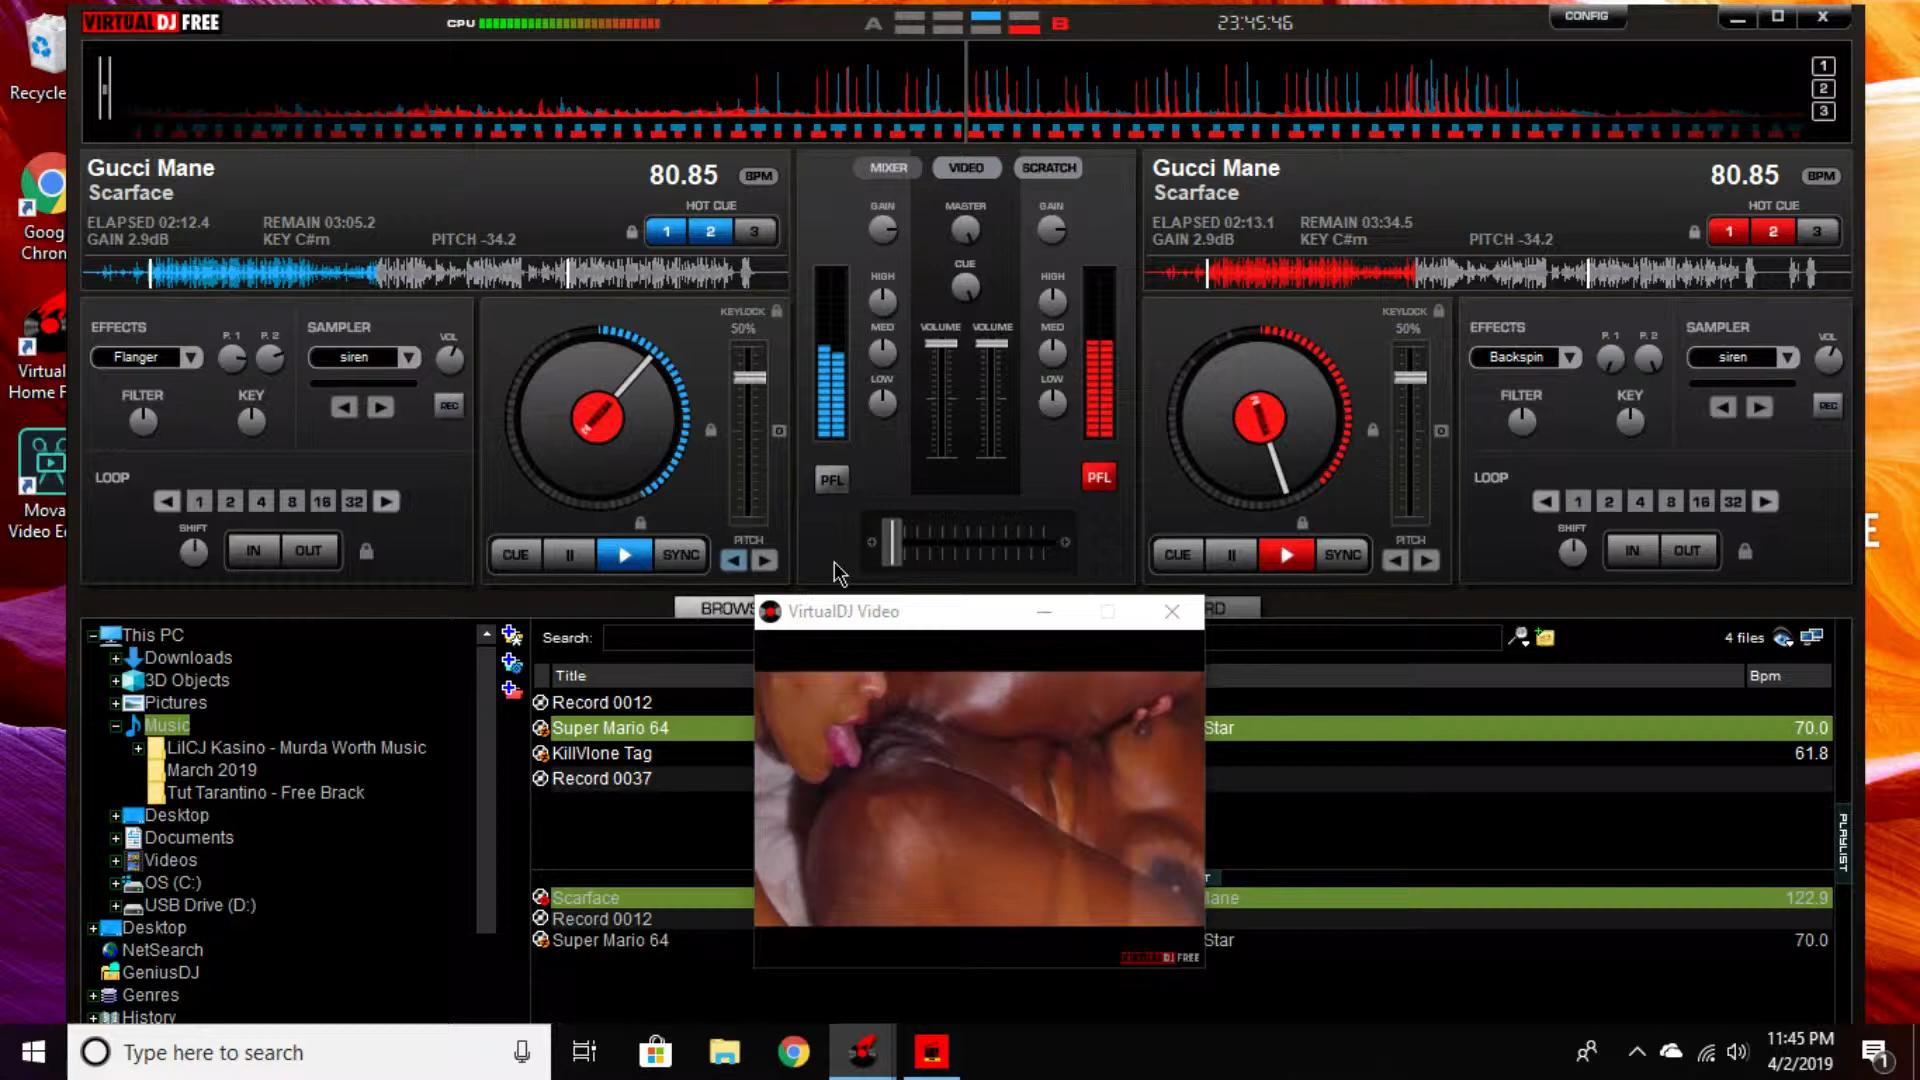 VIRTUAL DJ FREE
CPU
A
B
23:45:46
CONFIG
X
1
2
3
Recycle
Goog
Chron
Virtual
Home F
Mova
Video Ed
E
Gucci Mane
Scarface
80.85 BPM
ELAPSED 02:12.4
REMAIN 03:05.2
GAIN 2.9dB
KEY C#m
PITCH -34.2
HOT CUE
1 2 3
MIXER VIDEO SCRATCH
GAIN MASTER GAIN
CUE
HIGH HIGH
MED VOLUME VOLUME MED
LOW LOW
PFL PFL
Gucci Mane
Scarface
80.85 BPM
ELAPSED 02:13.1
REMAIN 03:34.5
GAIN 2.9dB
KEY C#m
PITCH -34.2
HOT CUE
1 2 3
EFFECTS
P. 1 P. 2
Flanger
FILTER KEY
SAMPLER
siren
VOL
REC
LOOP
1 2 4 8 16 32
SHIFT
IN OUT
KEYLOCK
50%
CUE
SYNC
PITCH
KEYLOCK
50%
CUE
SYNC
PITCH
EFFECTS
P. 1 P. 2
Backspin
FILTER KEY
SAMPLER
siren
VOL
REC
LOOP
1 2 4 8 16 32
SHIFT
IN OUT
BROWS
RD
VirtualDJ Video
This PC
Downloads
3D Objects
Pictures
Music
LilCJ Kasino - Murda Worth Music
March 2019
Tut Tarantino - Free Brack
Desktop
Documents
Videos
OS (C:)
USB Drive (D:)
Desktop
NetSearch
GeniusDJ
Genres
History
Search:
4 files
Title
Bpm
Record 0012
Super Mario 64
Star
70.0
KillVlone Tag
61.8
Record 0037
PLAYLIST
T
Scarface
lane
122.9
Record 0012
Super Mario 64
Star
70.0
VIRTUAL DJ FREE
Type here to search
11:45 PM
4/2/2019
1